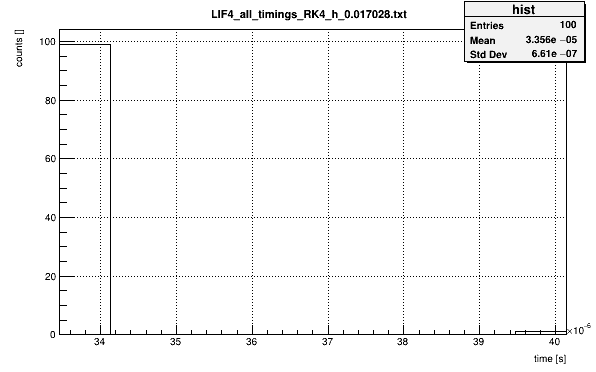 LIF4_all_timings_RK4_h_0.017028.txt
hist
Entries 100
Mean 3.356e −05
Std Dev 6.61e −07
counts []
100
80
60
40
20
0
34 35 36 37 38 39 40
×10⁻⁶
time [s]